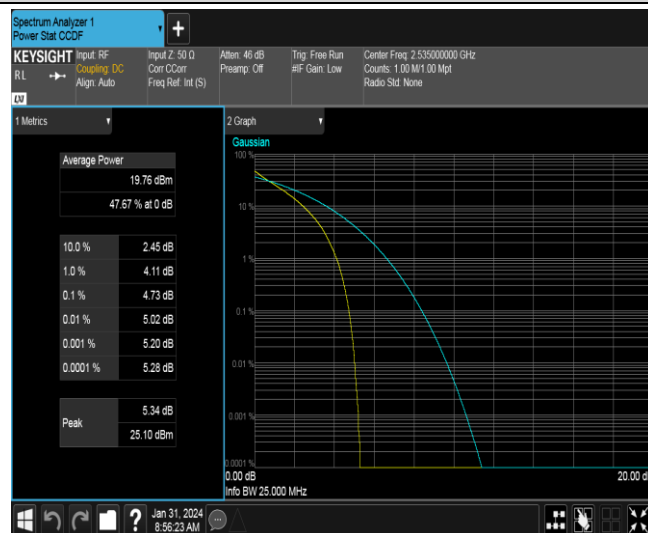 Spectrum Analyzer 1
Power Stat CCDF
+
KEYSIGHT
RL
Input: RF
Coupling: DC
Align: Auto
Input Z: 50 Ω
Corr CCorr
Freq Ref: Int (S)
Atten: 46 dB
Preamp: Off
Trig: Free Run
#IF Gain: Low
Center Freq: 2.535000000 GHz
Counts: 1.00 M/1.00 Mpt
Radio Std: None
LXI
1 Metrics
Average Power
19.76 dBm
47.67 % at 0 dB
10.0 % 2.45 dB
1.0 % 4.11 dB
0.1 % 4.73 dB
0.01 % 5.02 dB
0.001 % 5.20 dB
0.0001 % 5.28 dB
Peak
5.34 dB
25.10 dBm
2 Graph
Gaussian
100 %
10 %
1 %
0.1 %
0.01 %
0.001 %
0.0001 %
0.00 dB
20.00 d
Info BW 25.000 MHz
?
Jan 31, 2024
8:56:23 AM